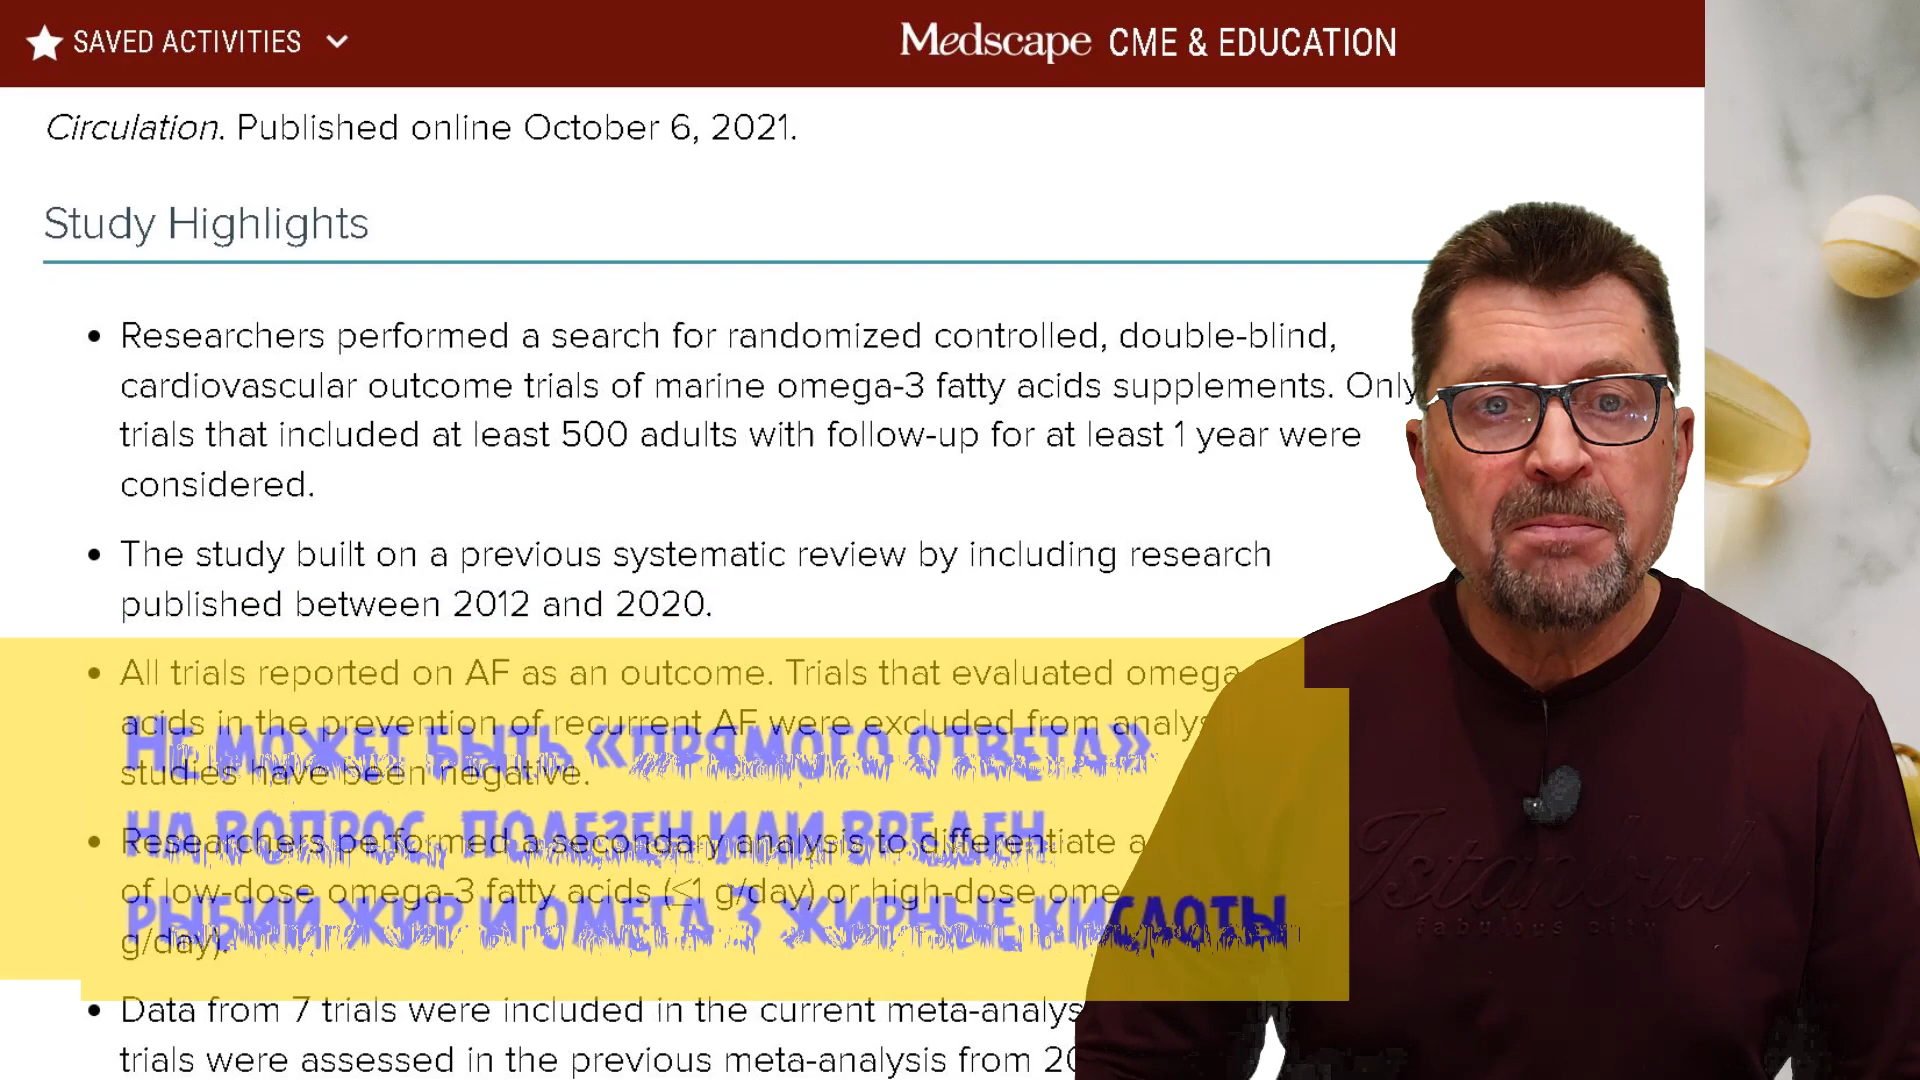 SAVED ACTIVITIES
Medscape CME & EDUCATION
Circulation. Published online October 6, 2021.
Study Highlights
• Researchers performed a search for randomized controlled, double-blind,
cardiovascular outcome trials of marine omega-3 fatty acids supplements. Only
trials that included at least 500 adults with follow-up for at least 1 year were
considered.
• The study built on a previous systematic review by including research
published between 2012 and 2020.
• All trials reported on AF as an outcome. Trials that evaluated omega
acids in the prevention of recurrent AF were excluded from
studies have been negative.
• Researchers performed a secondary analysis to differentiate
of low-dose omega-3 fatty acids (≤1 g/day) or high-dose
g/day).
• Data from 7 trials were included in the current
trials were assessed in the previous meta-analysis from
Не может быть «прямого ответа»
на вопрос, полезен или вреден
рыбий жир и омега 3 жирные кислоты
Istanbul
fabulous city